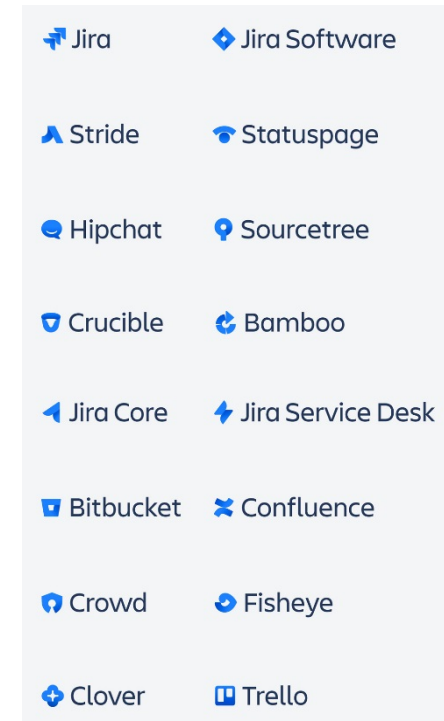 Jira Jira Software
Stride Statuspage
Hipchat Sourcetree
Crucible Bamboo
Jira Core Jira Service Desk
Bitbucket Confluence
Crowd Fisheye
Clover Trello